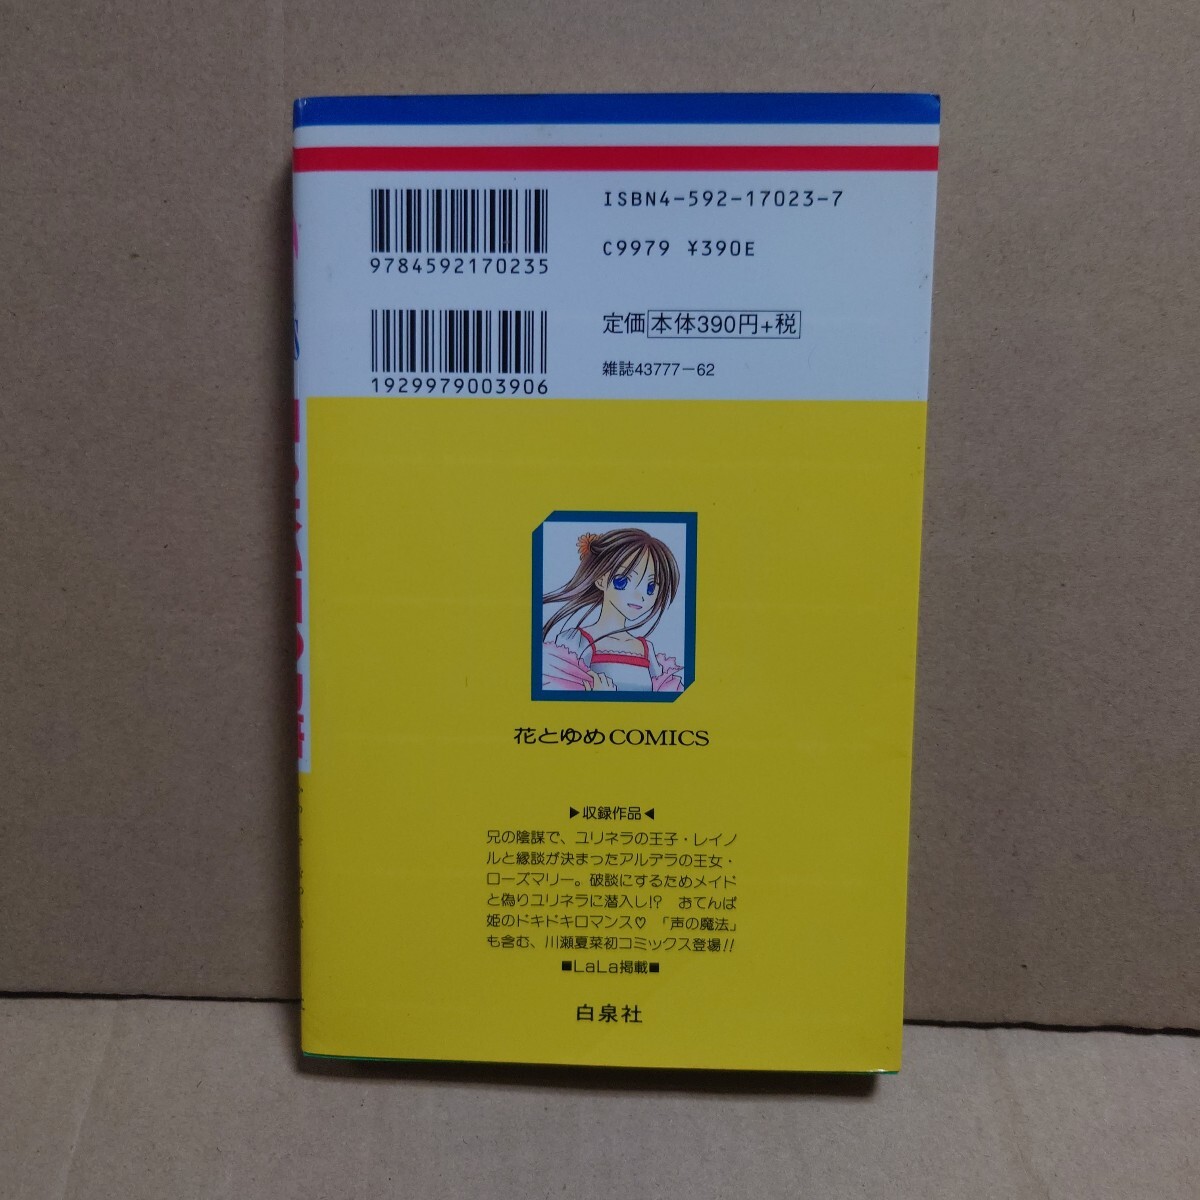 ISBN4-592-17023-7
9784592170235
C9979 ¥390E
定価本体390円+税
雑誌43777-62
1929979003906
花とゆめCOMICS
▶収録作品◀
兄の陰謀で、ユリネラの王子・レイノ
ルと縁談が決まったアルデラの王女・
ローズマリー。破談にするためメイド
と偽りユリネラに潜入し!? おてんば
姫のドキドキロマンス♡ 「声の魔法」
も含む、川瀬夏菜初コミックス登場!!
■LaLa掲載■
白泉社